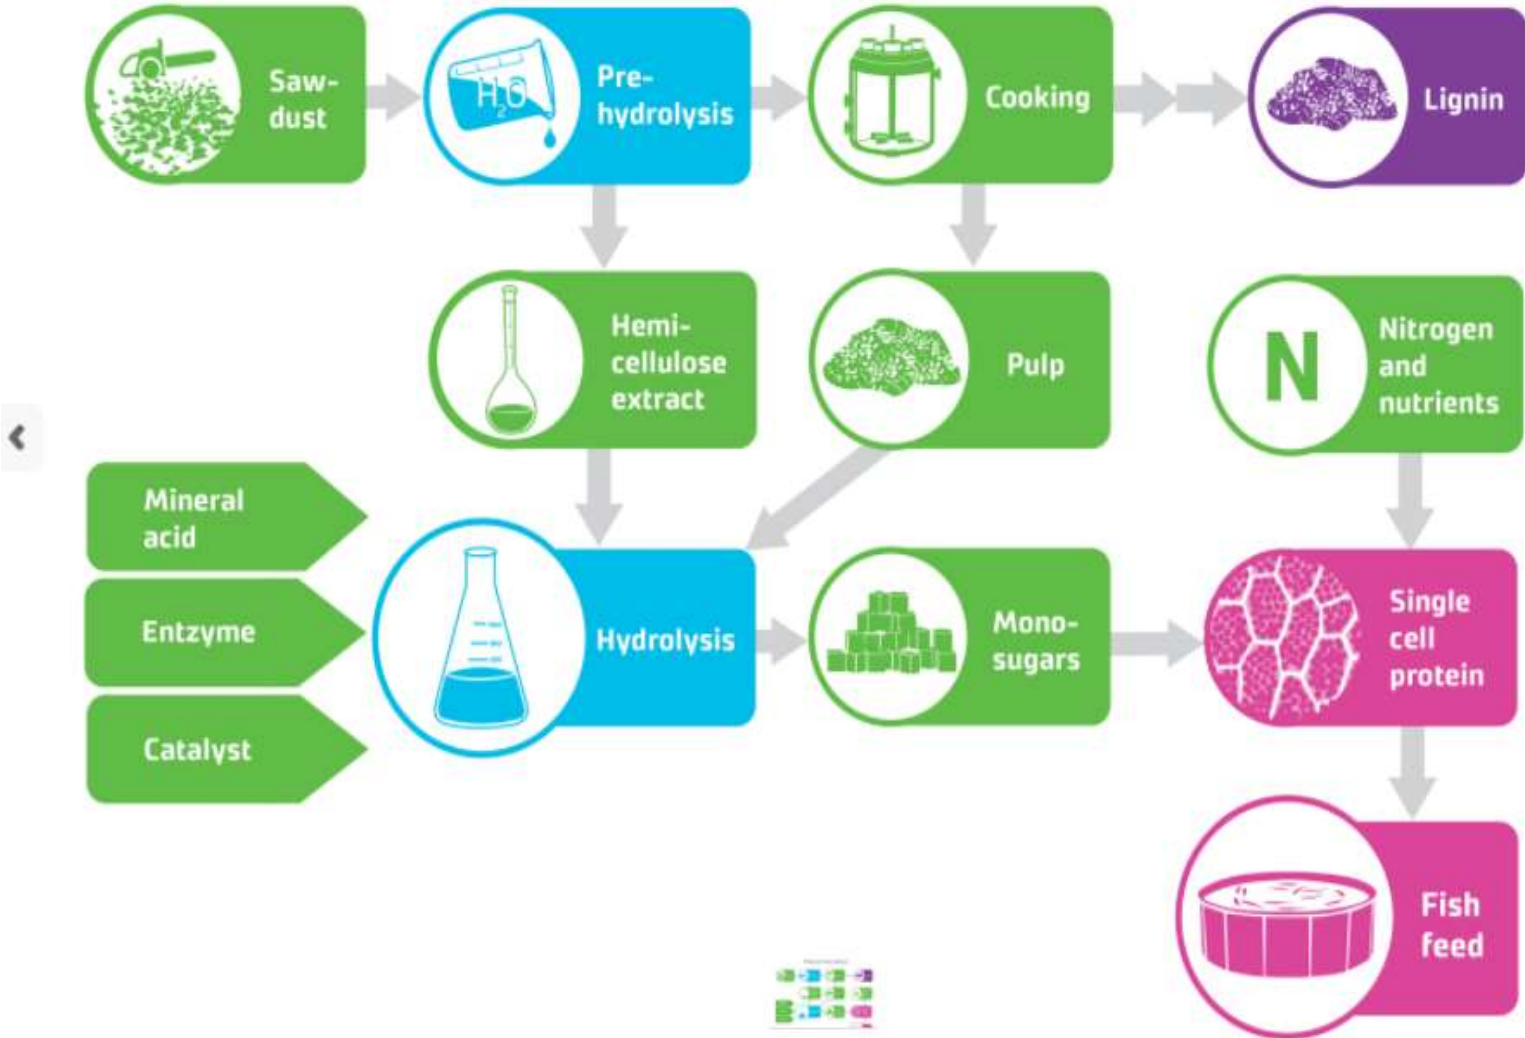 Saw-
dust
H₂O
Pre-
hydrolysis
Cooking
Lignin
Hemi-
cellulose
extract
Pulp
N
Nitrogen
and
nutrients
Mineral
acid
Entzyme
Catalyst
Hydrolysis
Mono-
sugars
Single
cell
protein
Fish
feed